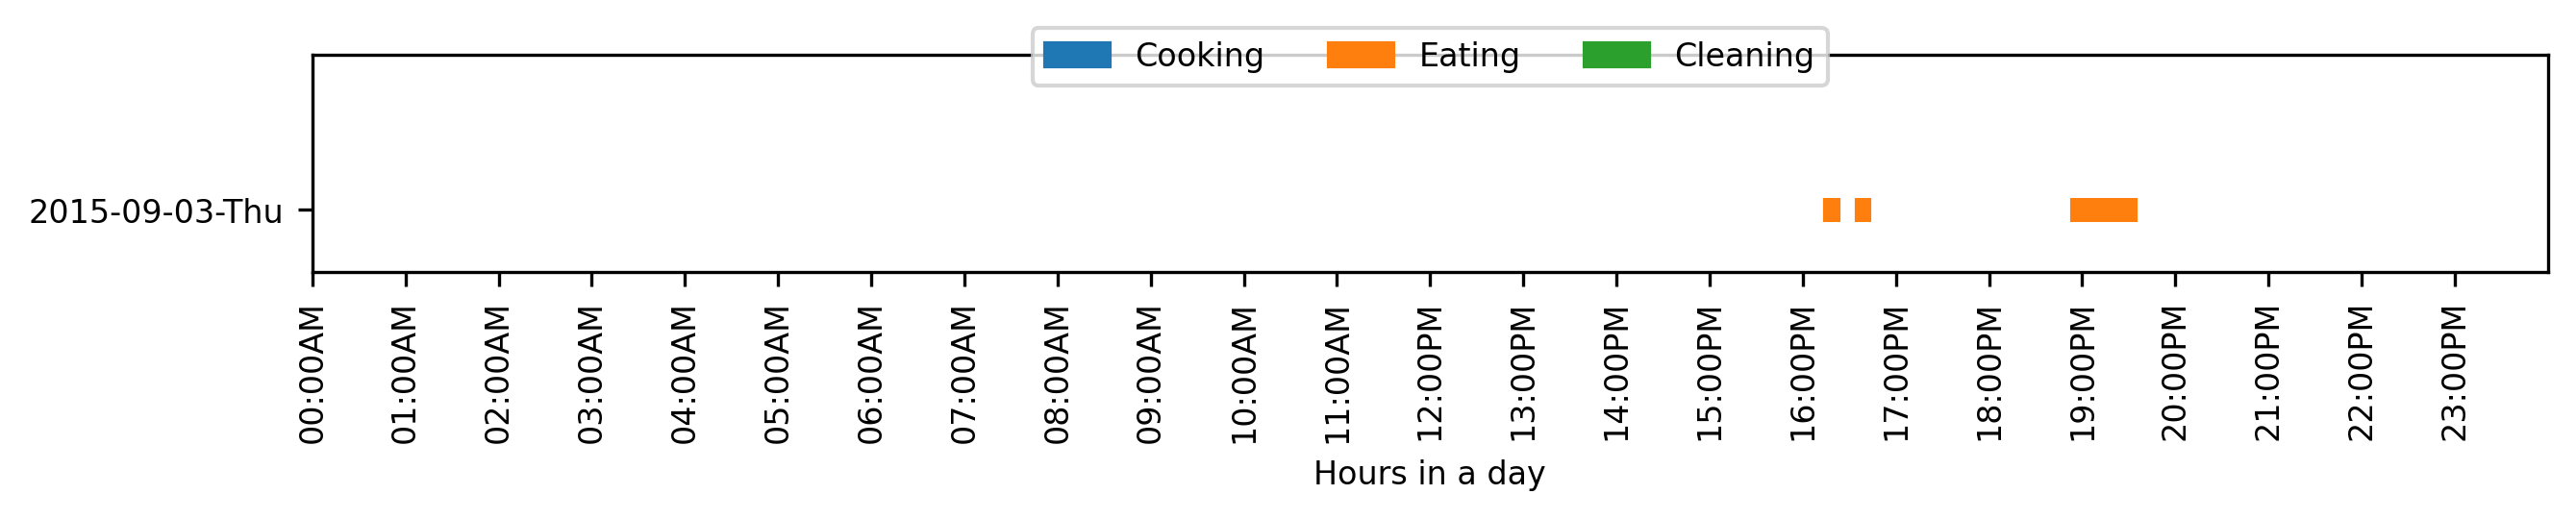 Cooking Eating Cleaning
2015-09-03-Thu
00:00AM
01:00AM
02:00AM
03:00AM
04:00AM
05:00AM
06:00AM
07:00AM
08:00AM
09:00AM
10:00AM
11:00AM
12:00PM
13:00PM
14:00PM
15:00PM
16:00PM
17:00PM
18:00PM
19:00PM
20:00PM
21:00PM
22:00PM
23:00PM
Hours in a day